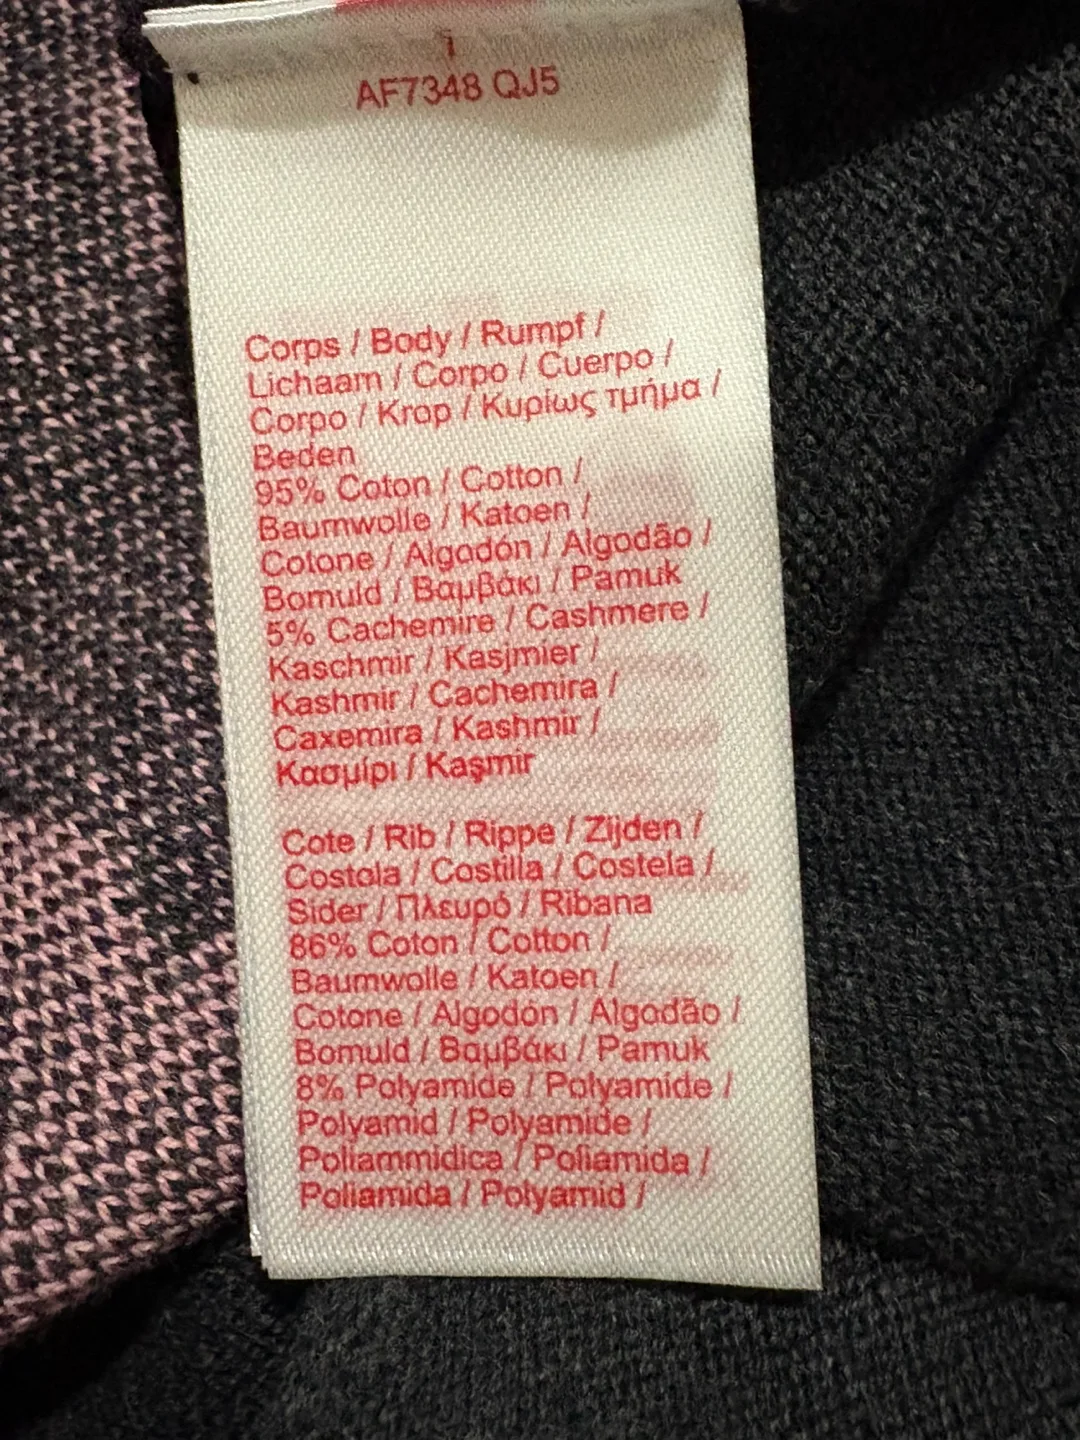 AF7348 QJ5
Corps / Body / Rumpf /
Lichaam / Corpo / Cuerpo /
Corpo / Krop / Κυρίως τμήμα /
Beden
95% Coton / Cotton /
Baumwolle / Katoen /
Cotone / Algodón / Algodão /
Bomuld / Βαμβάκι / Pamuk
5% Cachemire / Cashmere /
Kaschmir / Kasjmier /
Kashmir / Cachemira /
Caxemira / Kashmir /
Κασμίρι / Kaşmir
Cote / Rib / Rippe / Zijden /
Costola / Costilla / Costela /
Sider / Πλευρό / Ribana
86% Coton / Cotton /
Baumwolle / Katoen /
Cotone / Algodón / Algodão /
Bomuld / Βαμβάκι / Pamuk
8% Polyamide / Polyamide /
Polyamid / Polyamide /
Poliammidica / Poliamida /
Poliamida / Polyamid /